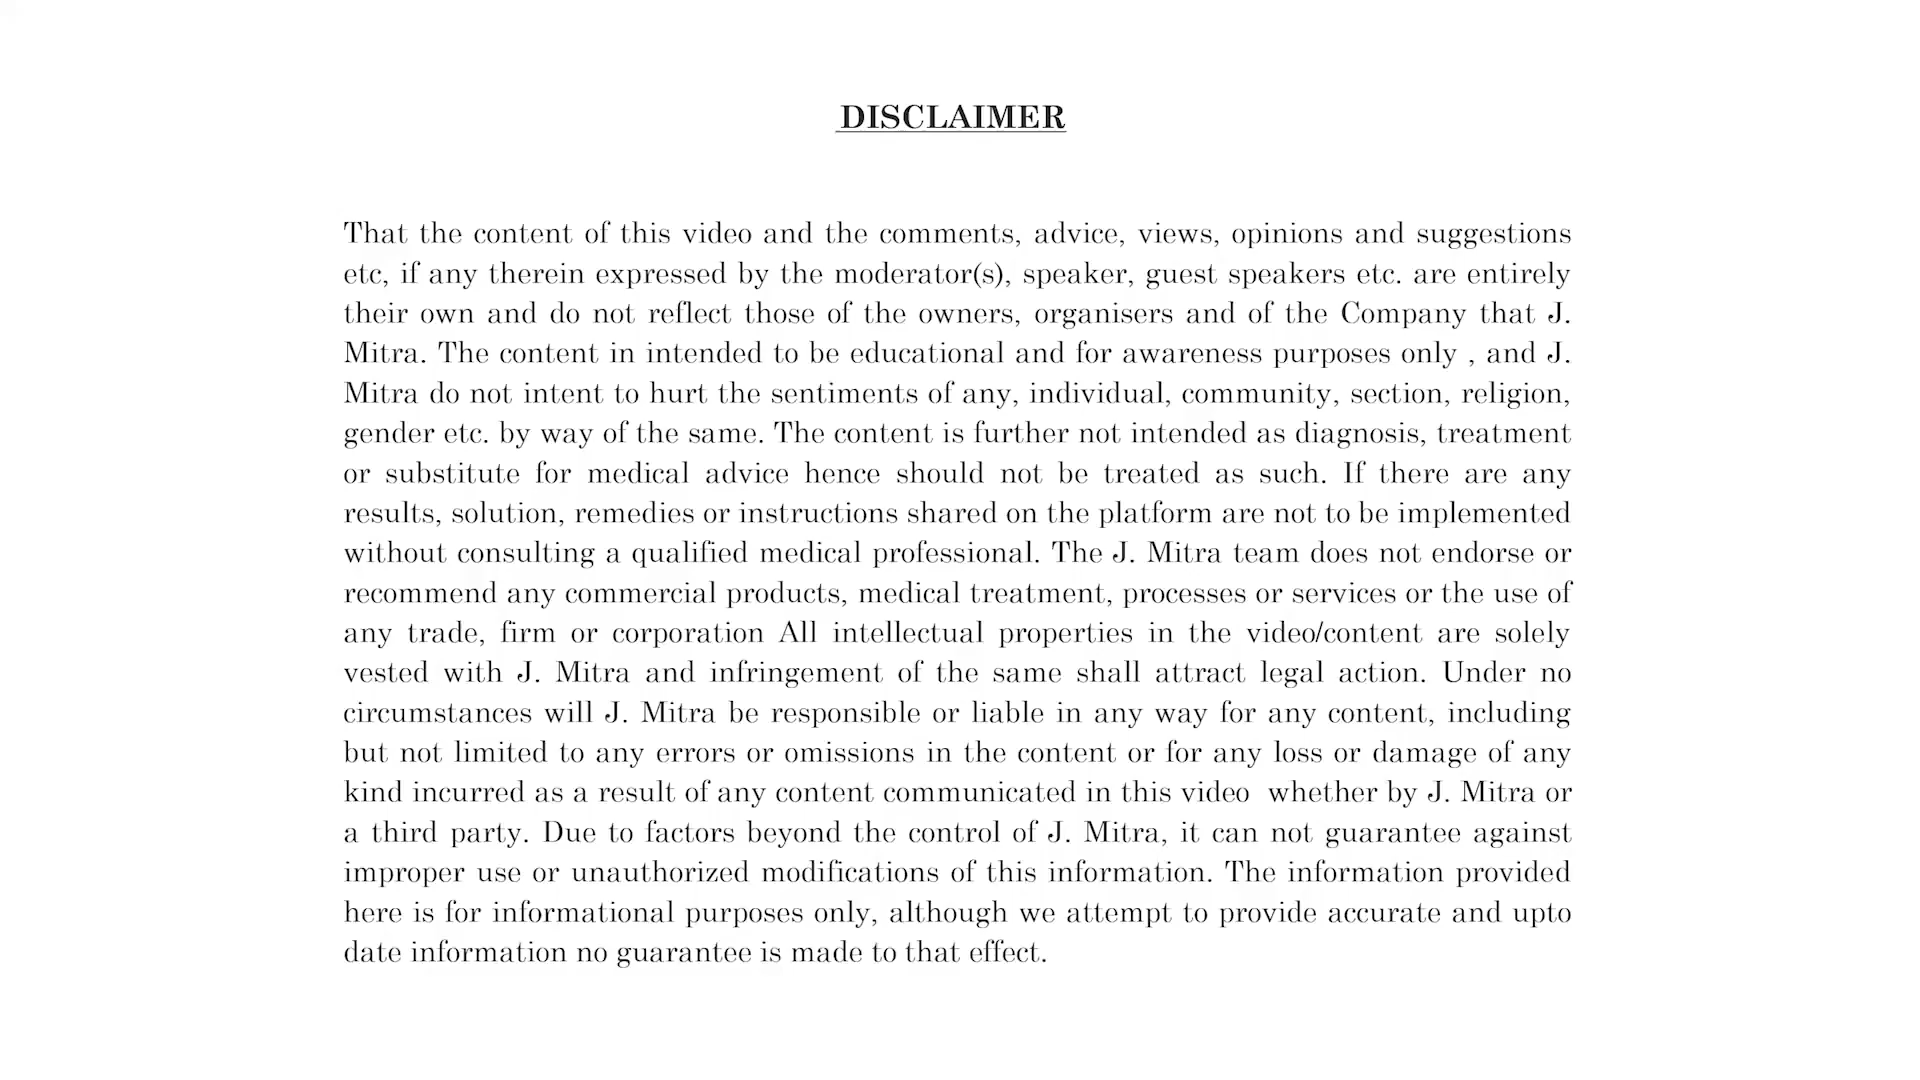 DISCLAIMER
That the content of this video and the comments, advice, views, opinions and suggestions
etc, if any therein expressed by the moderator(s), speaker, guest speakers etc. are entirely
their own and do not reflect those of the owners, organisers and of the Company that J.
Mitra. The content in intended to be educational and for awareness purposes only , and J.
Mitra do not intent to hurt the sentiments of any, individual, community, section, religion,
gender etc. by way of the same. The content is further not intended as diagnosis, treatment
or substitute for medical advice hence should not be treated as such. If there are any
results, solution, remedies or instructions shared on the platform are not to be implemented
without consulting a qualified medical professional. The J. Mitra team does not endorse or
recommend any commercial products, medical treatment, processes or services or the use of
any trade, firm or corporation All intellectual properties in the video/content are solely
vested with J. Mitra and infringement of the same shall attract legal action. Under no
circumstances will J. Mitra be responsible or liable in any way for any content, including
but not limited to any errors or omissions in the content or for any loss or damage of any
kind incurred as a result of any content communicated in this video  whether by J. Mitra or
a third party. Due to factors beyond the control of J. Mitra, it can not guarantee against
improper use or unauthorized modifications of this information. The information provided
here is for informational purposes only, although we attempt to provide accurate and upto
date information no guarantee is made to that effect.